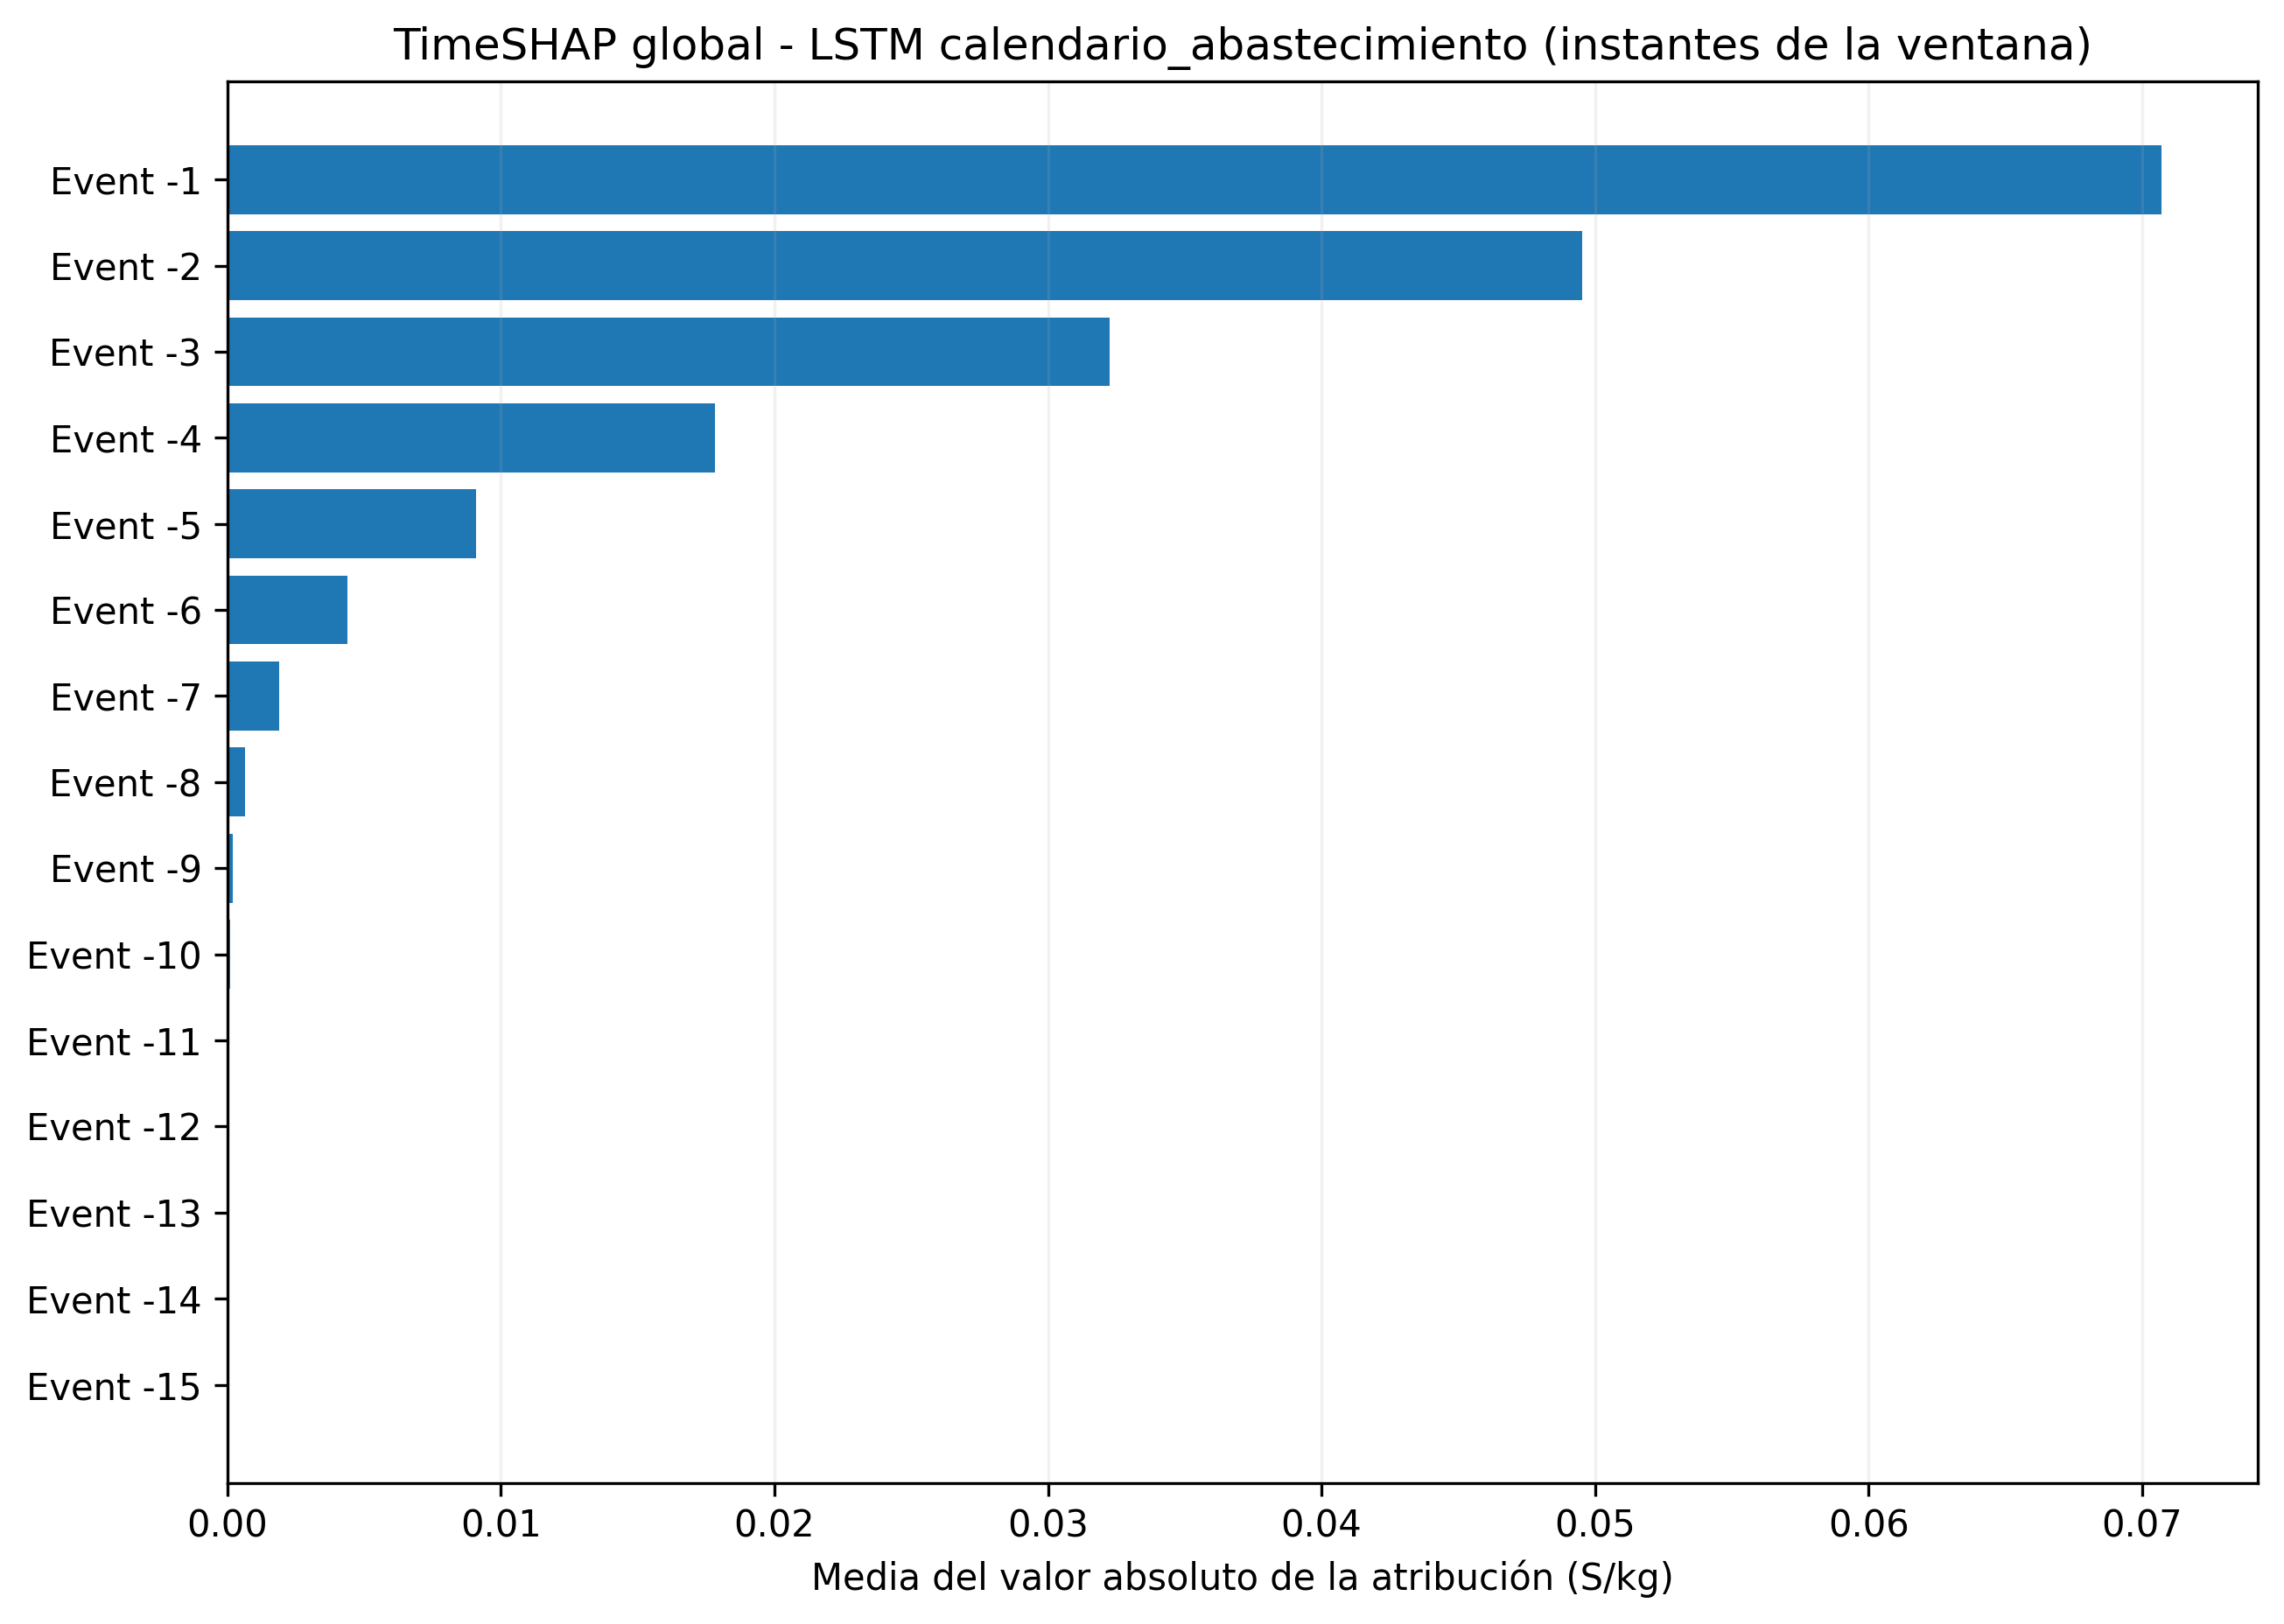 TimeSHAP global - LSTM calendario_abastecimiento (instantes de la ventana)
Event -1
Event -2
Event -3
Event -4
Event -5
Event -6
Event -7
Event -8
Event -9
Event -10
Event -11
Event -12
Event -13
Event -14
Event -15
0.00 0.01 0.02 0.03 0.04 0.05 0.06 0.07
Media del valor absoluto de la atribución (S/kg)